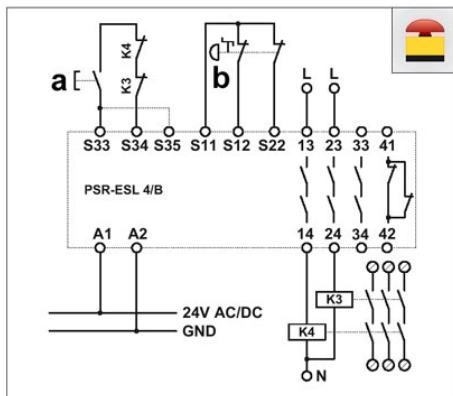 K4
a
K3
b
L L
S33 S34 S35 S11 S12 S22 13 23 33 41
PSR-ESL 4/B
A1 A2 14 24 34 42
K3
24V AC/DC
K4
GND
N